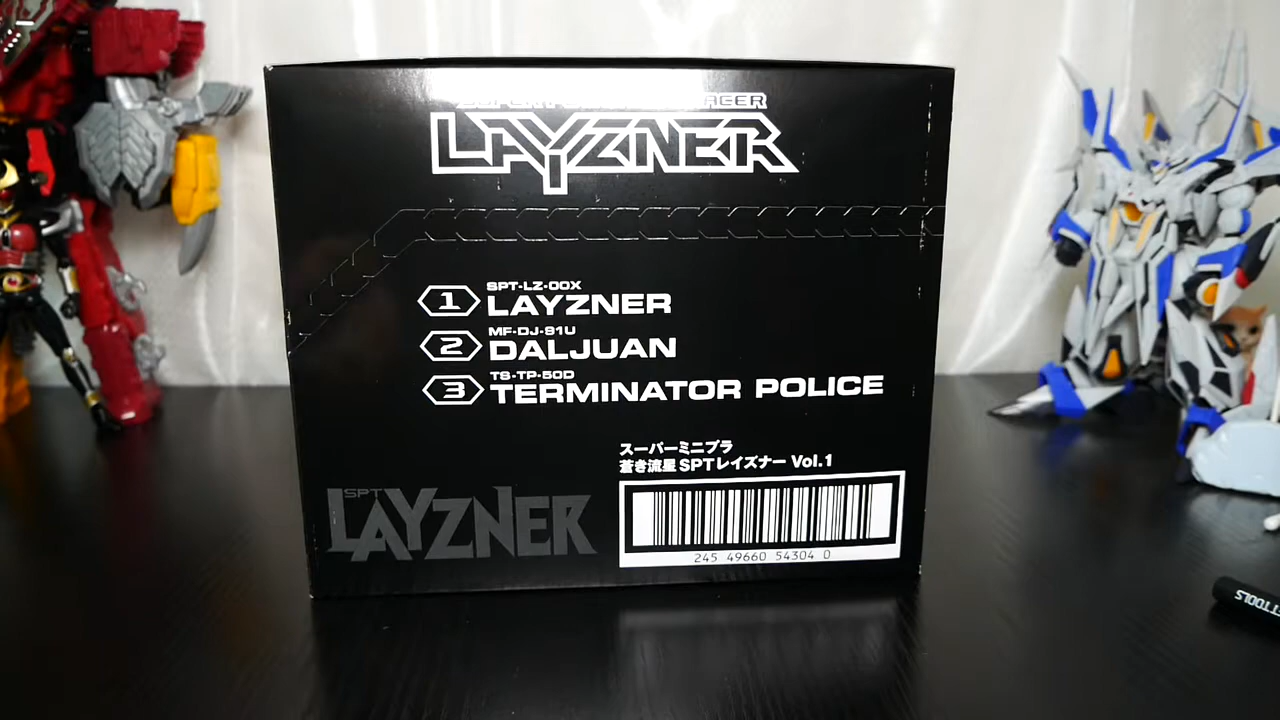 LAYZNER
1 SPT-LZ-00X
LAYZNER
2 MF-DJ-91U
DALJUAN
3 TS-TP-50D
TERMINATOR POLICE
スーパーミニプラ
蒼き流星SPTレイズナー Vol.1
SPT
LAYZNER
245 49660 54304 0